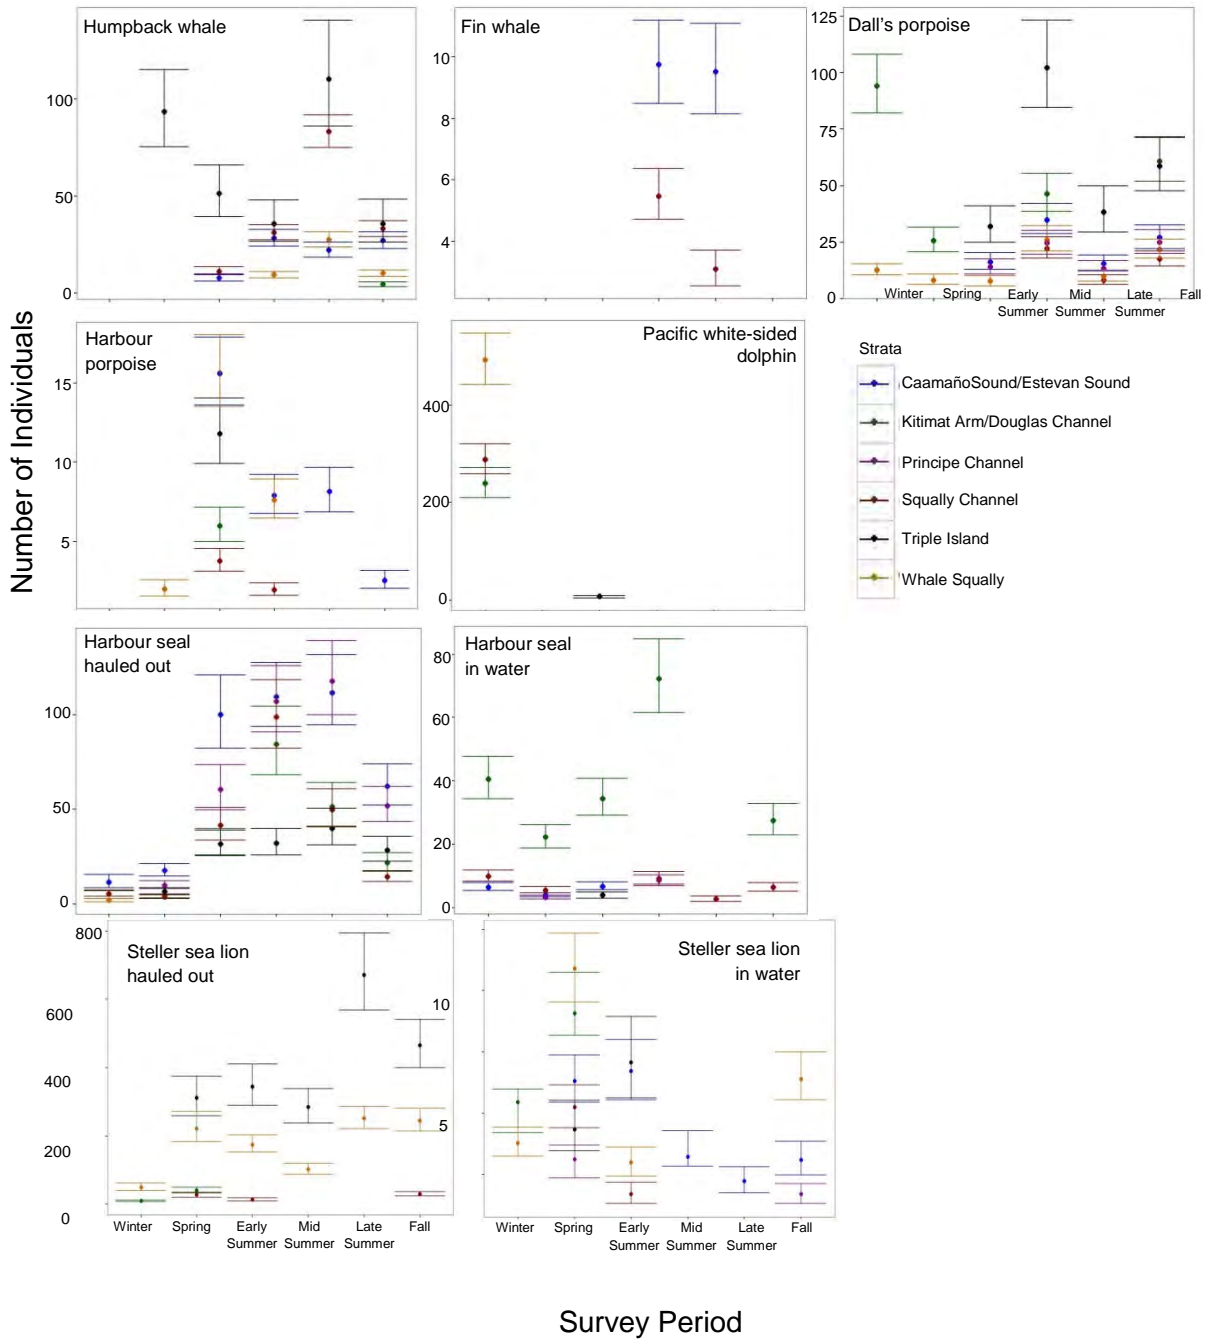 Humpback whale
100
50
0
Fin whale
10
8
6
4
Dall's porpoise
125
100
75
50
25
0
Winter Spring Early Summer Mid Summer Late Summer Fall
Number of Individuals
Harbour
porpoise
15
10
5
Pacific white-sided
dolphin
400
200
0
Strata
CaamañoSound/Estevan Sound
Kitimat Arm/Douglas Channel
Principe Channel
Squally Channel
Triple Island
Whale Squally
Harbour seal
hauled out
100
50
0
Harbour seal
in water
80
60
40
20
0
Steller sea lion
hauled out
800
600
400
200
200
0
Winter Spring Early Summer Mid Summer Late Summer Fall
Steller sea lion
in water
10
5
Winter Spring Early Summer Mid Summer Late Summer Fall
Survey Period